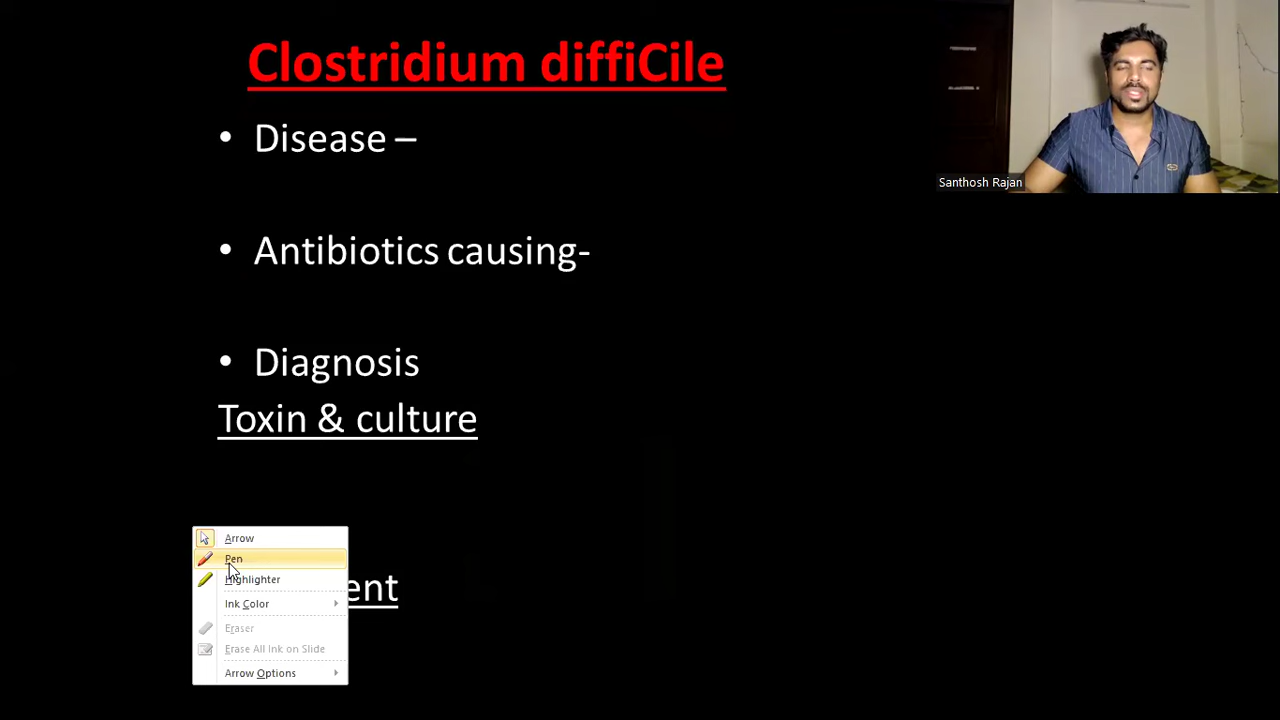 Clostridium diffiCile
Santhosh Rajan
• Disease –
• Antibiotics causing-
• Diagnosis
Toxin & culture
ent
Arrow
Pen
Highlighter
Ink Color
Eraser
Erase All Ink on Slide
Arrow Options